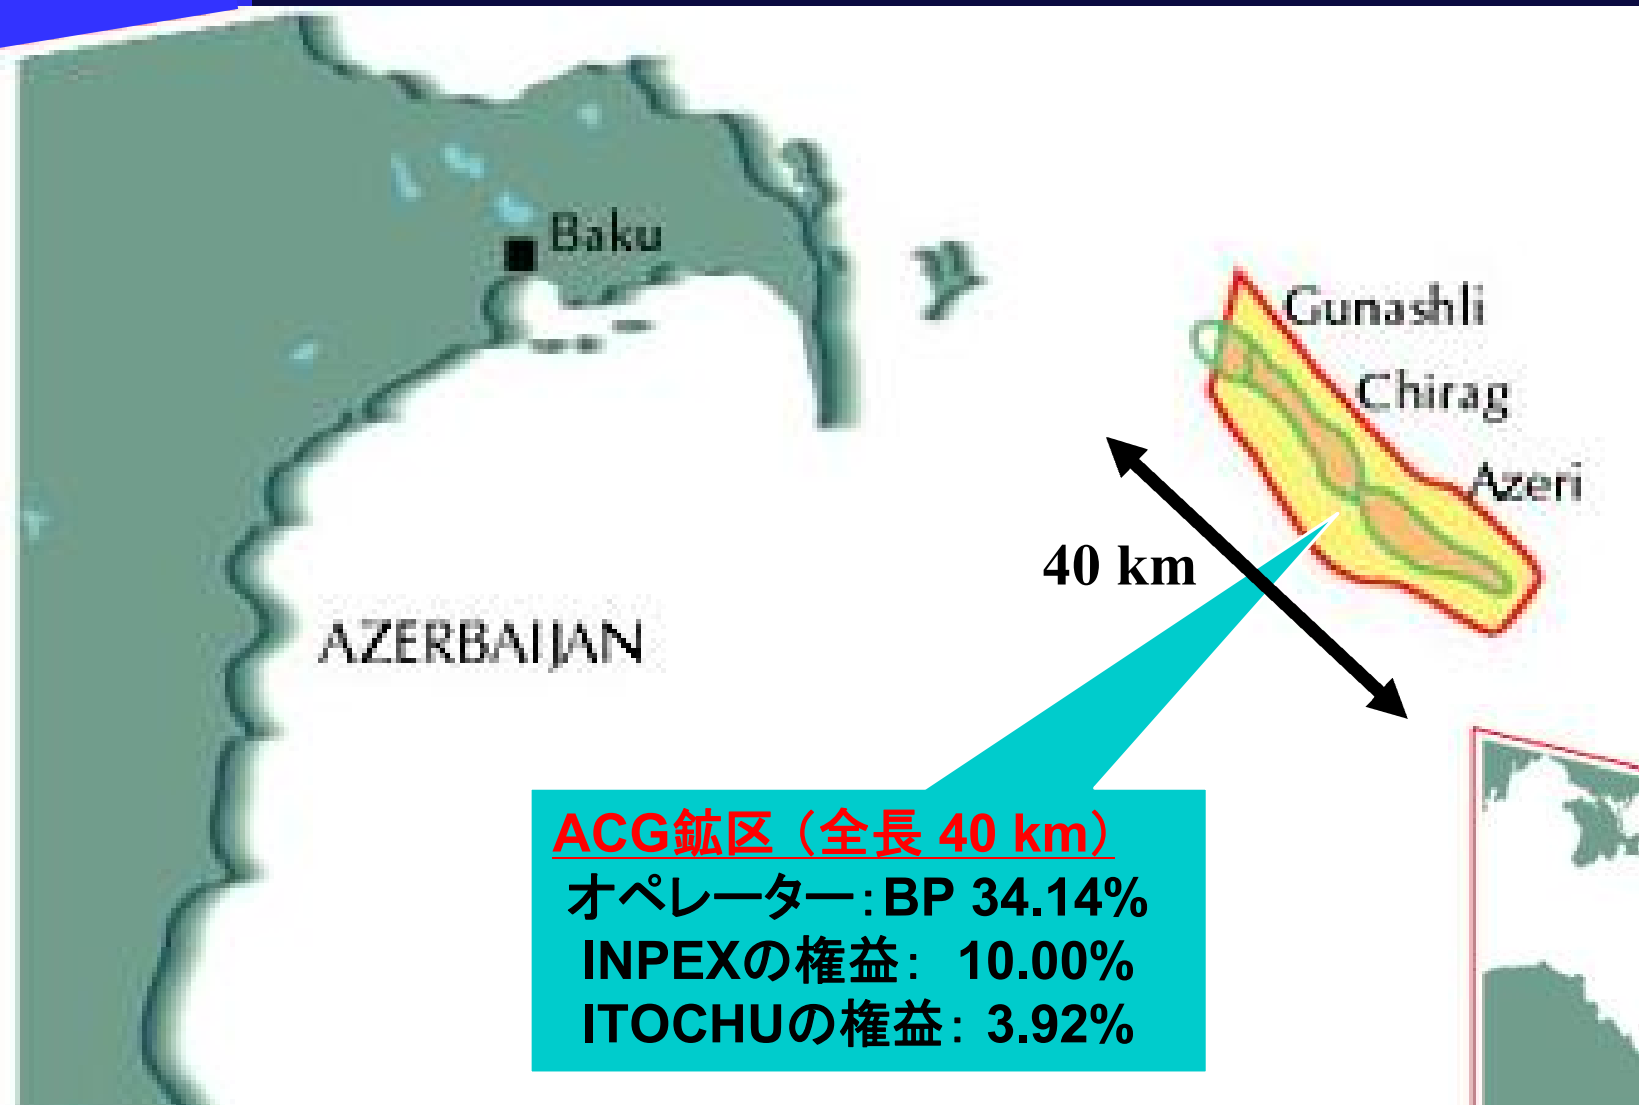 Baku
Gunashli
Chirag
Azeri
40 km
AZERBAIJAN
ACG鉱区（全長 40 km）
オペレーター：BP 34.14%
INPEXの権益： 10.00%
ITOCHUの権益：3.92%